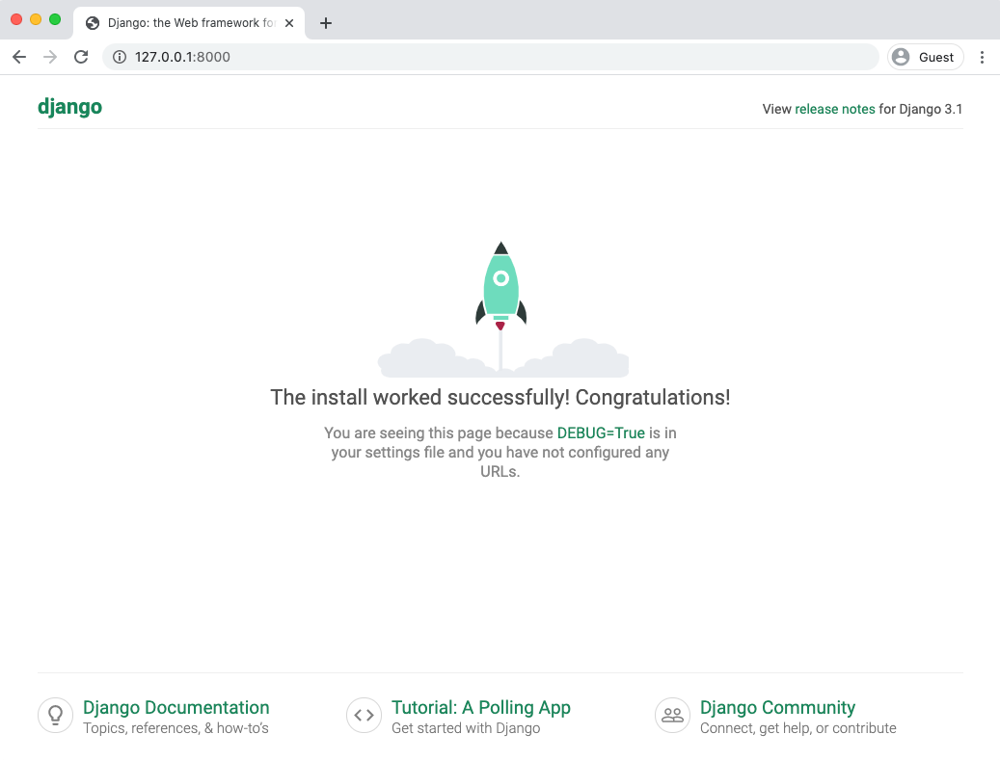 Django: the Web framework fo
127.0.0.1:8000
Guest
django
View release notes for Django 3.1
The install worked successfully! Congratulations!
You are seeing this page because DEBUG=True is in
your settings file and you have not configured any
URLs.
Django Documentation
Topics, references, & how-to’s
Tutorial: A Polling App
Get started with Django
Django Community
Connect, get help, or contribute